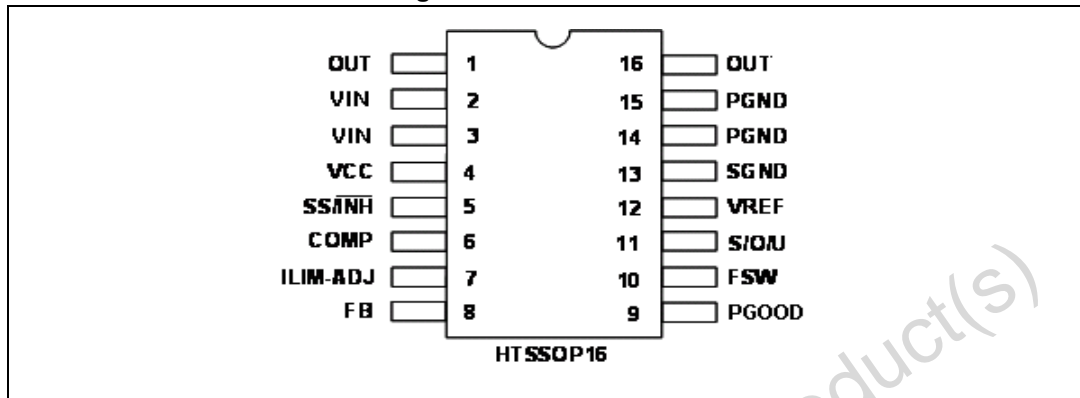 OUT 1 16 OUT
VIN 2 15 PGND
VIN 3 14 PGND
VCC 4 13 SGND
SS/INH 5 12 VREF
COMP 6 11 S/O/U
ILIM-ADJ 7 10 FSW
FB 8 9 PGOOD
HTSSOP16
oduct(s)